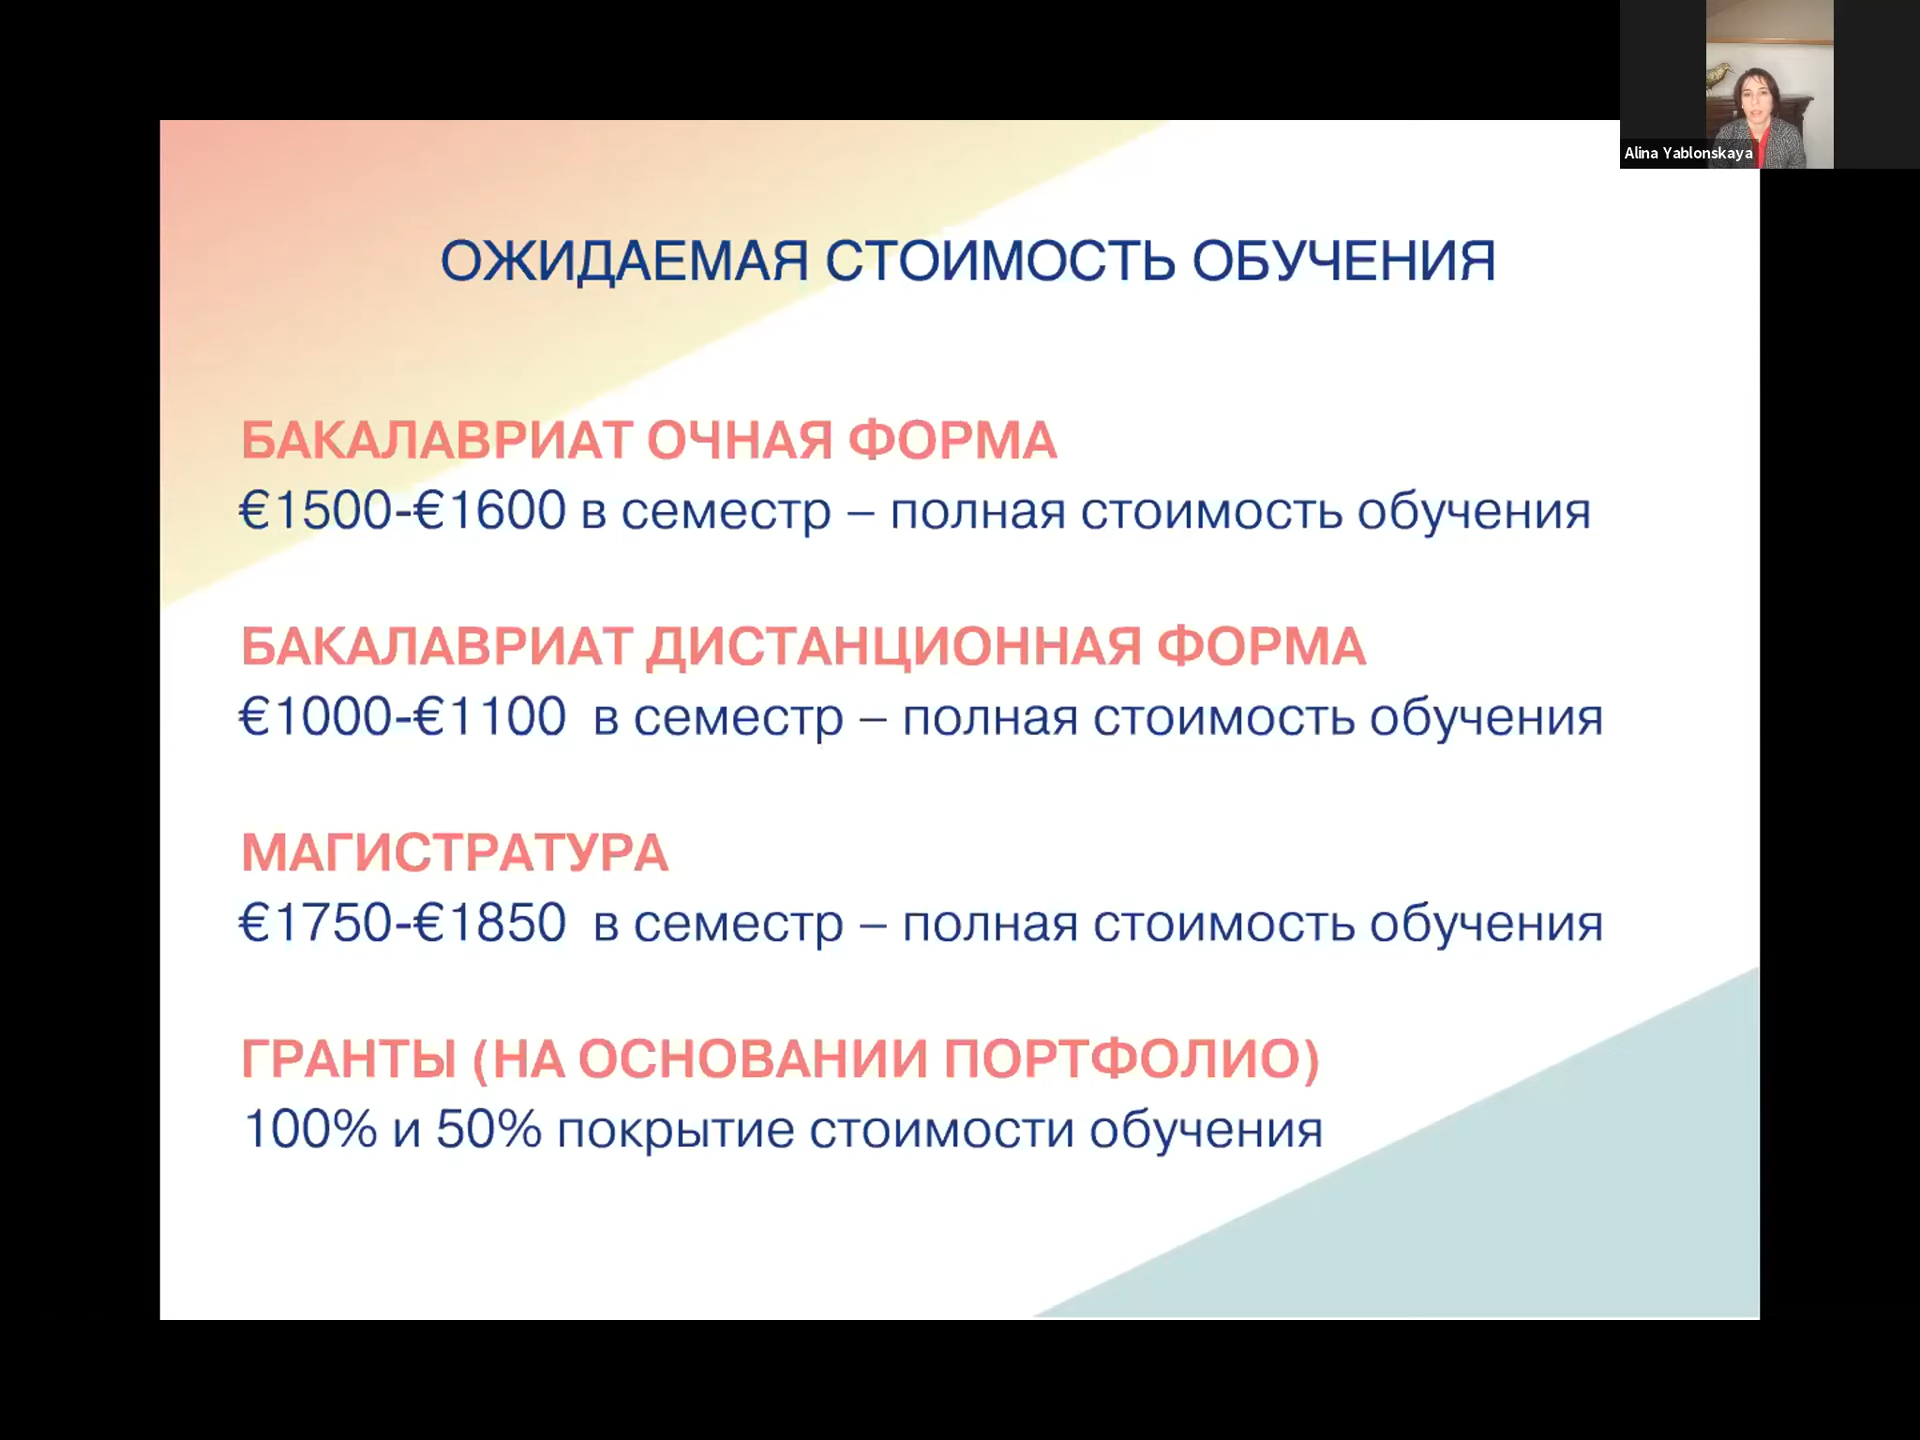 Alina Yablonskaya
ОЖИДАЕМАЯ СТОИМОСТЬ ОБУЧЕНИЯ
БАКАЛАВРИАТ ОЧНАЯ ФОРМА
€1500-€1600 в семестр – полная стоимость обучения
БАКАЛАВРИАТ ДИСТАНЦИОННАЯ ФОРМА
€1000-€1100 в семестр – полная стоимость обучения
МАГИСТРАТУРА
€1750-€1850 в семестр – полная стоимость обучения
ГРАНТЫ (НА ОСНОВАНИИ ПОРТФОЛИО)
100% и 50% покрытие стоимости обучения